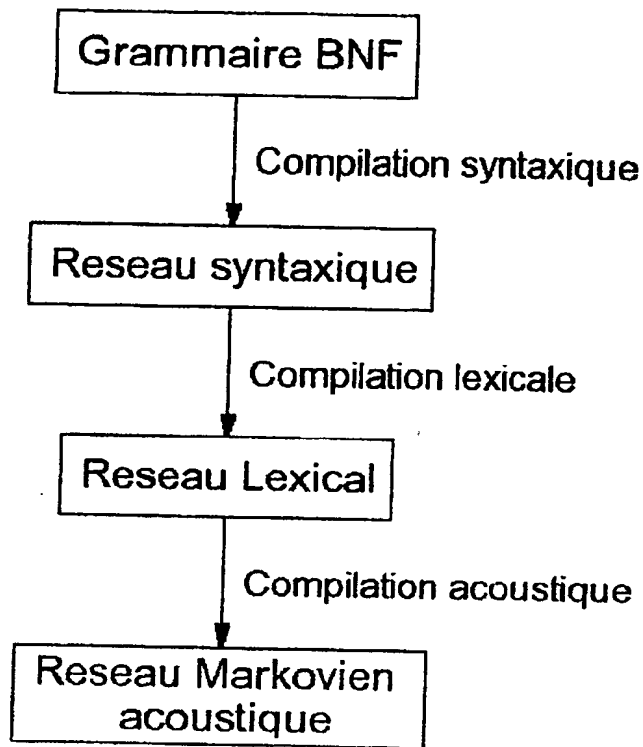 Grammaire BNF
Compilation syntaxique
Reseau syntaxique
Compilation lexicale
Reseau Lexical
Compilation acoustique
Reseau Markovien
acoustique